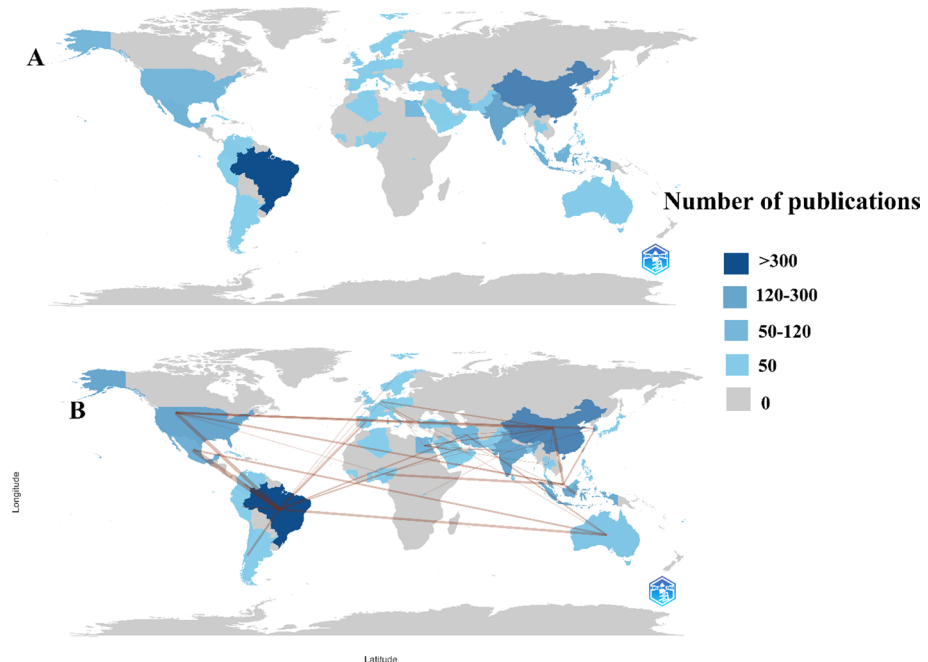 A
Number of publications
>300
120-300
50-120
50
0
B
Longitude
Latitude